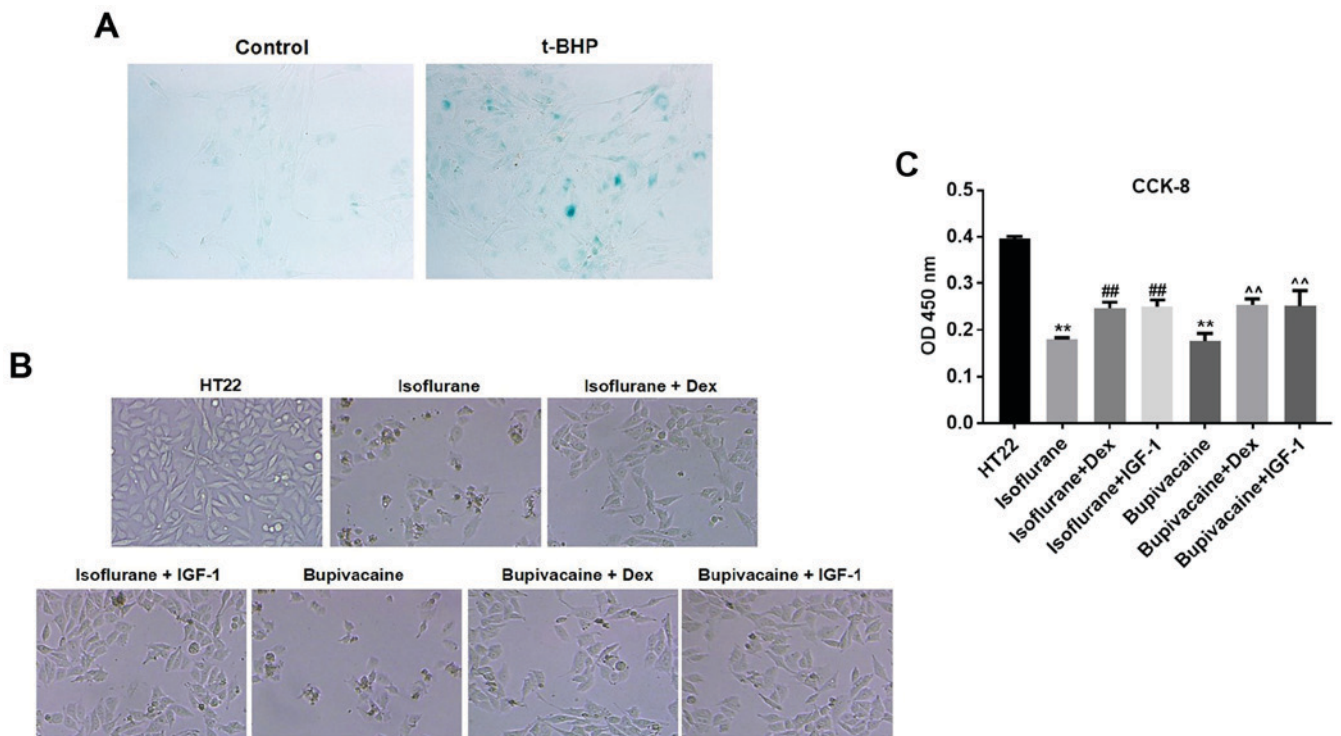 A
Control
t-BHP
B
HT22
Isoflurane
Isoflurane + Dex
Isoflurane + IGF-1
Bupivacaine
Bupivacaine + Dex
Bupivacaine + IGF-1
C
CCK-8
OD 450 nm
0.5
0.4
0.3
0.2
0.1
0.0
**
##
##
**
^^
^^
HT22
Isoflurane
Isoflurane+Dex
Isoflurane+IGF-1
Bupivacaine
Bupivacaine+Dex
Bupivacaine+IGF-1